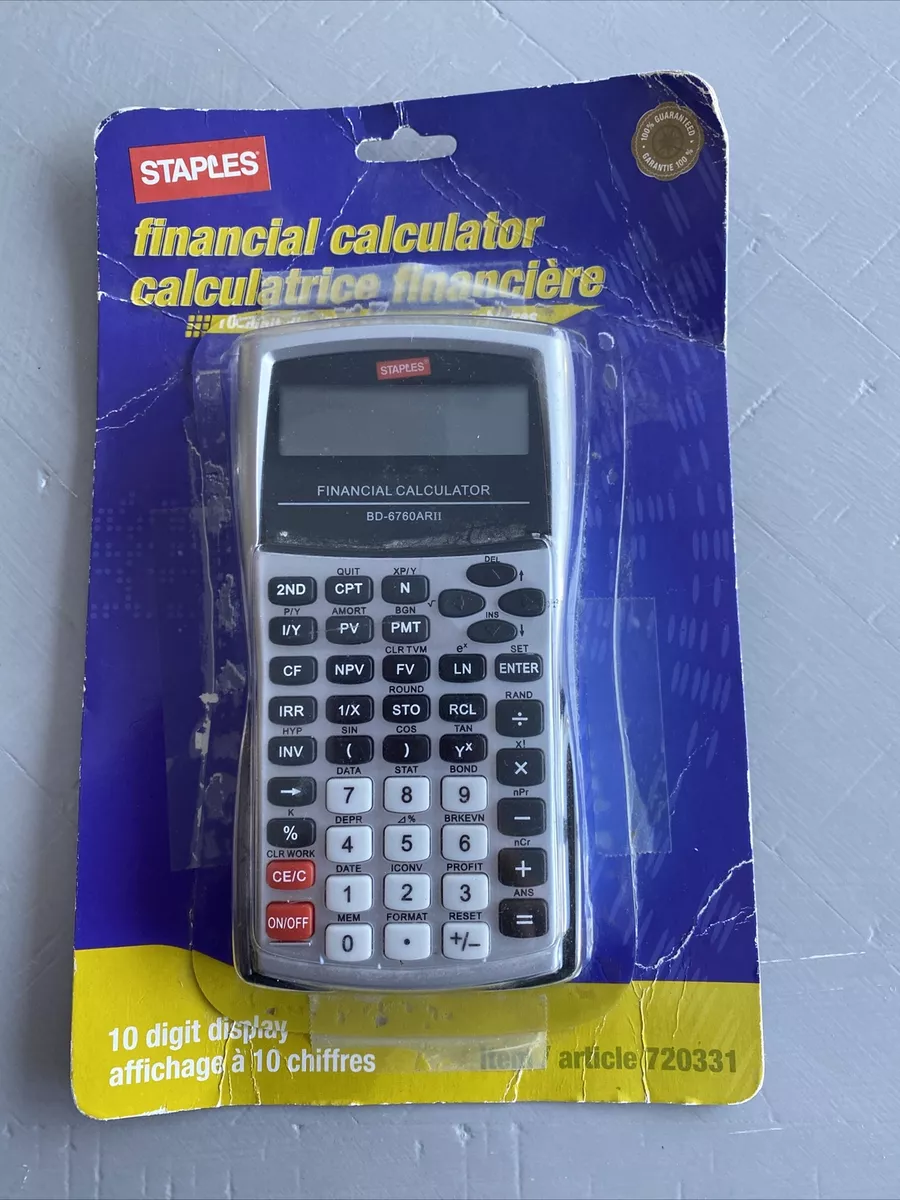 STAPLES
100% GUARANTEED
GARANTIE 100 %
financial calculator
calculatrice financière
STAPLES
FINANCIAL CALCULATOR
BD-6760ARII
DEL
QUIT XP/Y
2ND CPT N ↑
√
P/Y AMORT BGN INS
I/Y PV PMT ↓
CLR TVM eˣ SET
CF NPV FV LN ENTER
ROUND RAND
IRR 1/X STO RCL ÷
HYP SIN COS TAN X!
INV ( ) Yˣ ×
DATA STAT BOND
→ 7 8 9 nPr
K DEPR ⊿% BRKEVN −
% 4 5 6 nCr
CLR WORK DATE ICONV PROFIT +
CE/C 1 2 3 ANS
MEM FORMAT RESET
ON/OFF 0 • +/− =
10 digit display
affichage à 10 chiffres
item / article 720331